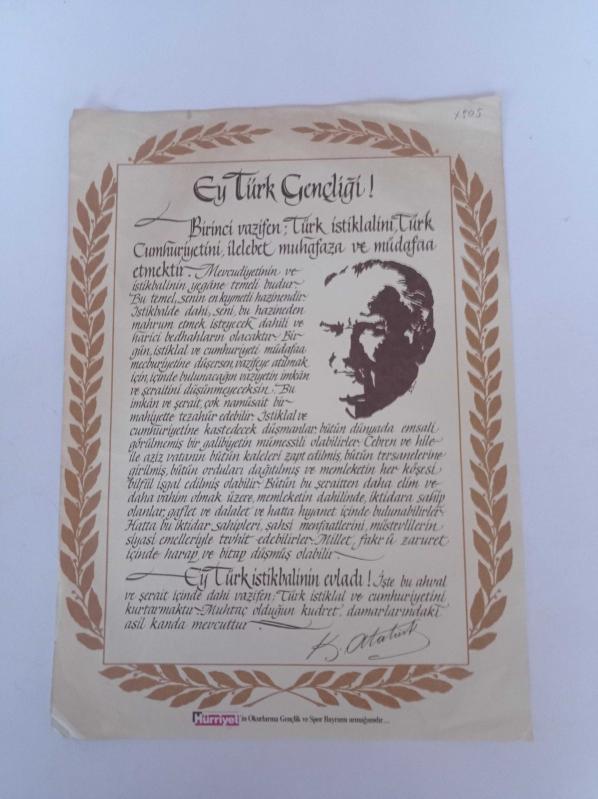 1905
Ey Türk Gençliği!
Birinci vazifen; Türk istiklalini, Türk
Cumhuriyetini, ilelebet muhafaza ve müdafaa
etmektir. Mevcudiyetinin ve
istikbalinin yegâne temeli budur.
Bu temel, senin en kıymetli hazinendir.
İstikbalde dahi, seni, bu hazineden
mahrum etmek isteyecek dahili ve
harici bedhahların olacaktır. Bir
gün, istiklal ve cumhuriyeti müdafaa
mecburiyetine düşersen, vazifeye atılmak
için, içinde bulunacağın vaziyetin imkân
ve şeraitini düşünmeyeceksin. Bu
imkân ve şerait, çok namüsait bir
mahiyette tezahür edebilir. İstiklal ve
cumhuriyetine kastedecek düşmanlar, bütün dünyada emsali
görülmemiş bir galibiyetin mümessili olabilirler. Cebren ve hile
ile aziz vatanın bütün kaleleri zapt edilmiş, bütün tersanelerine
girilmiş, bütün orduları dağıtılmış ve memleketin her köşesi
bilfiil işgal edilmiş olabilir. Bütün bu şeraitten daha elim ve
daha vahim olmak üzere, memleketin dahilinde, iktidara sahip
olanlar, gaflet ve dalalet ve hatta hıyanet içinde bulunabilirler.
Hatta bu iktidar sahipleri, şahsi menfaatlerini, müstevlilerin
siyasi emelleriyle tevhit edebilirler. Millet, fakr û zaruret
içinde harap ve bitap düşmüş olabilir.
Ey Türk istikbalinin evladı! İşte bu ahval
ve şerait içinde dahi vazifen; Türk istiklal ve cumhuriyetini
kurtarmaktır. Muhtaç olduğun kudret, damarlarındaki
asil kanda mevcuttur.
K. Atatürk
Hürriyet'in Okurlarına Gençlik ve Spor Bayramı armağanıdır...